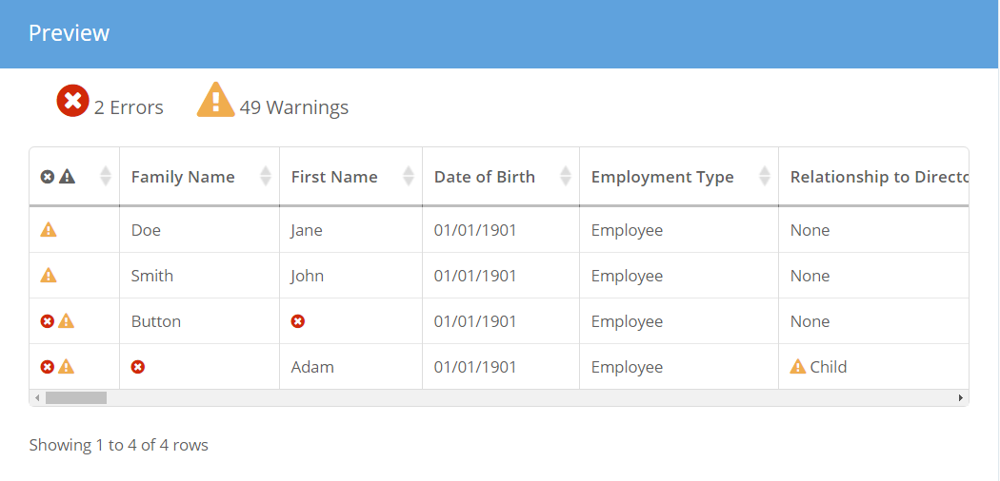 Preview
2 Errors 49 Warnings
Family Name First Name Date of Birth Employment Type Relationship to Directo
Doe Jane 01/01/1901 Employee None
Smith John 01/01/1901 Employee None
Button 01/01/1901 Employee None
Adam 01/01/1901 Employee Child
Showing 1 to 4 of 4 rows